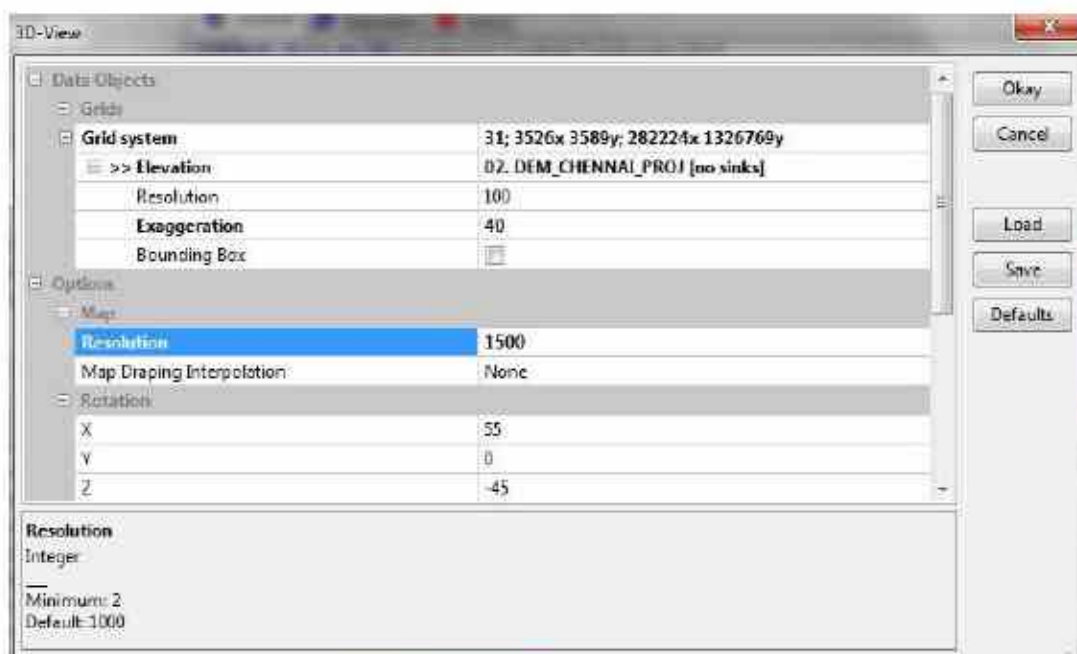 3D-View
Data Objects
Grids
Grid system 31; 3526x 3589y; 282224x 1326769y
>> Elevation 02. DEM_CHENNAI_PROJ [no sinks]
Resolution 100
Exaggeration 40
Bounding Box
Options
Map
Resolution 1500
Map Draping Interpolation None
Rotation
X 55
Y 0
Z -45
Okay
Cancel
Load
Save
Defaults
Resolution
Integer
Minimum: 2
Default: 1000